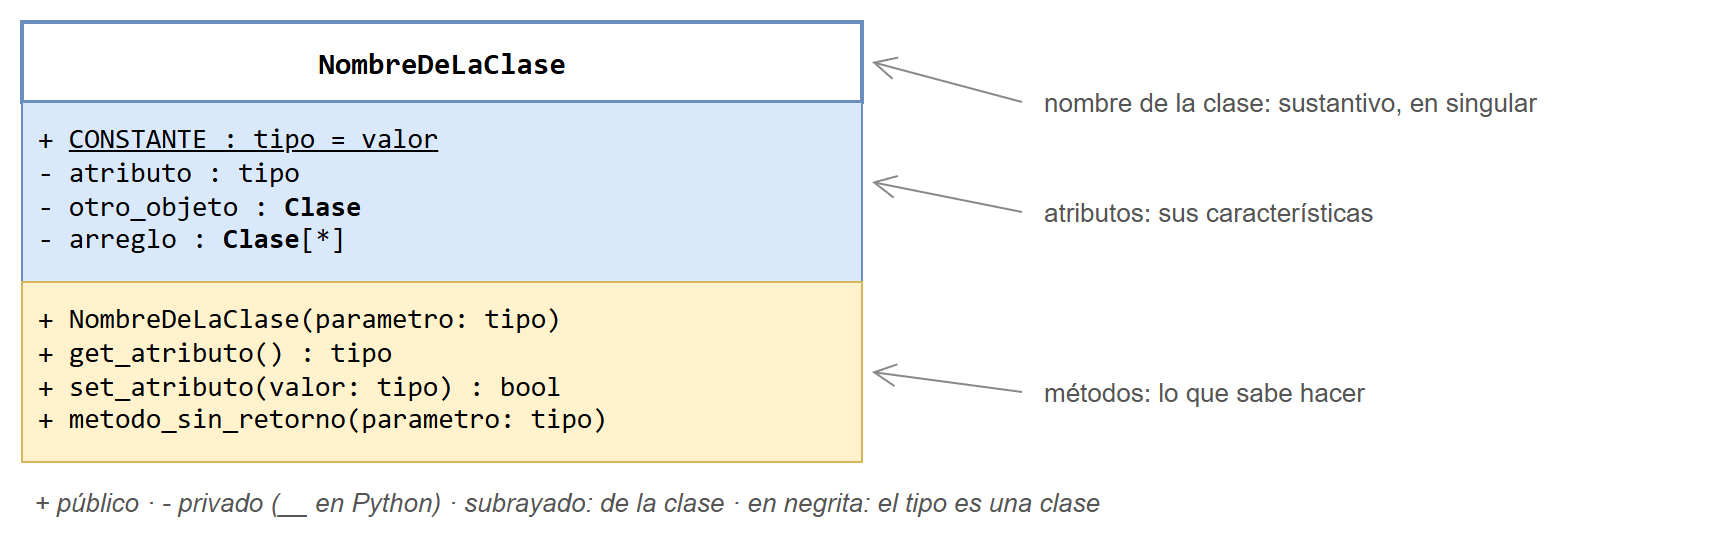 NombreDeLaClase
nombre de la clase: sustantivo, en singular
+ CONSTANTE : tipo = valor
- atributo : tipo
- otro_objeto : Clase
- arreglo : Clase[*]
atributos: sus características
+ NombreDeLaClase(parametro: tipo)
+ get_atributo() : tipo
+ set_atributo(valor: tipo) : bool
+ metodo_sin_retorno(parametro: tipo)
métodos: lo que sabe hacer
+ público · - privado (__ en Python) · subrayado: de la clase · en negrita: el tipo es una clase